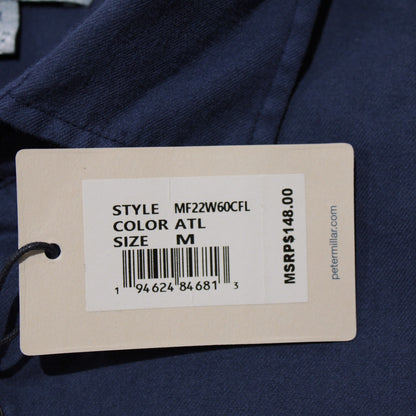 STYLE MF22W60CFL
COLOR ATL
SIZE M
1 94624 84681 3
MSRP$148.00
petermillar.com